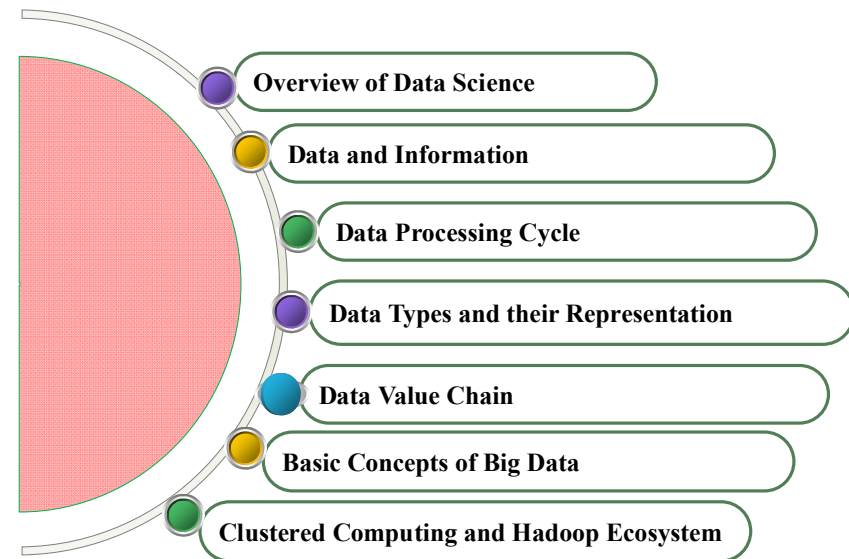 Overview of Data Science
Data and Information
Data Processing Cycle
Data Types and their Representation
Data Value Chain
Basic Concepts of Big Data
Clustered Computing and Hadoop Ecosystem